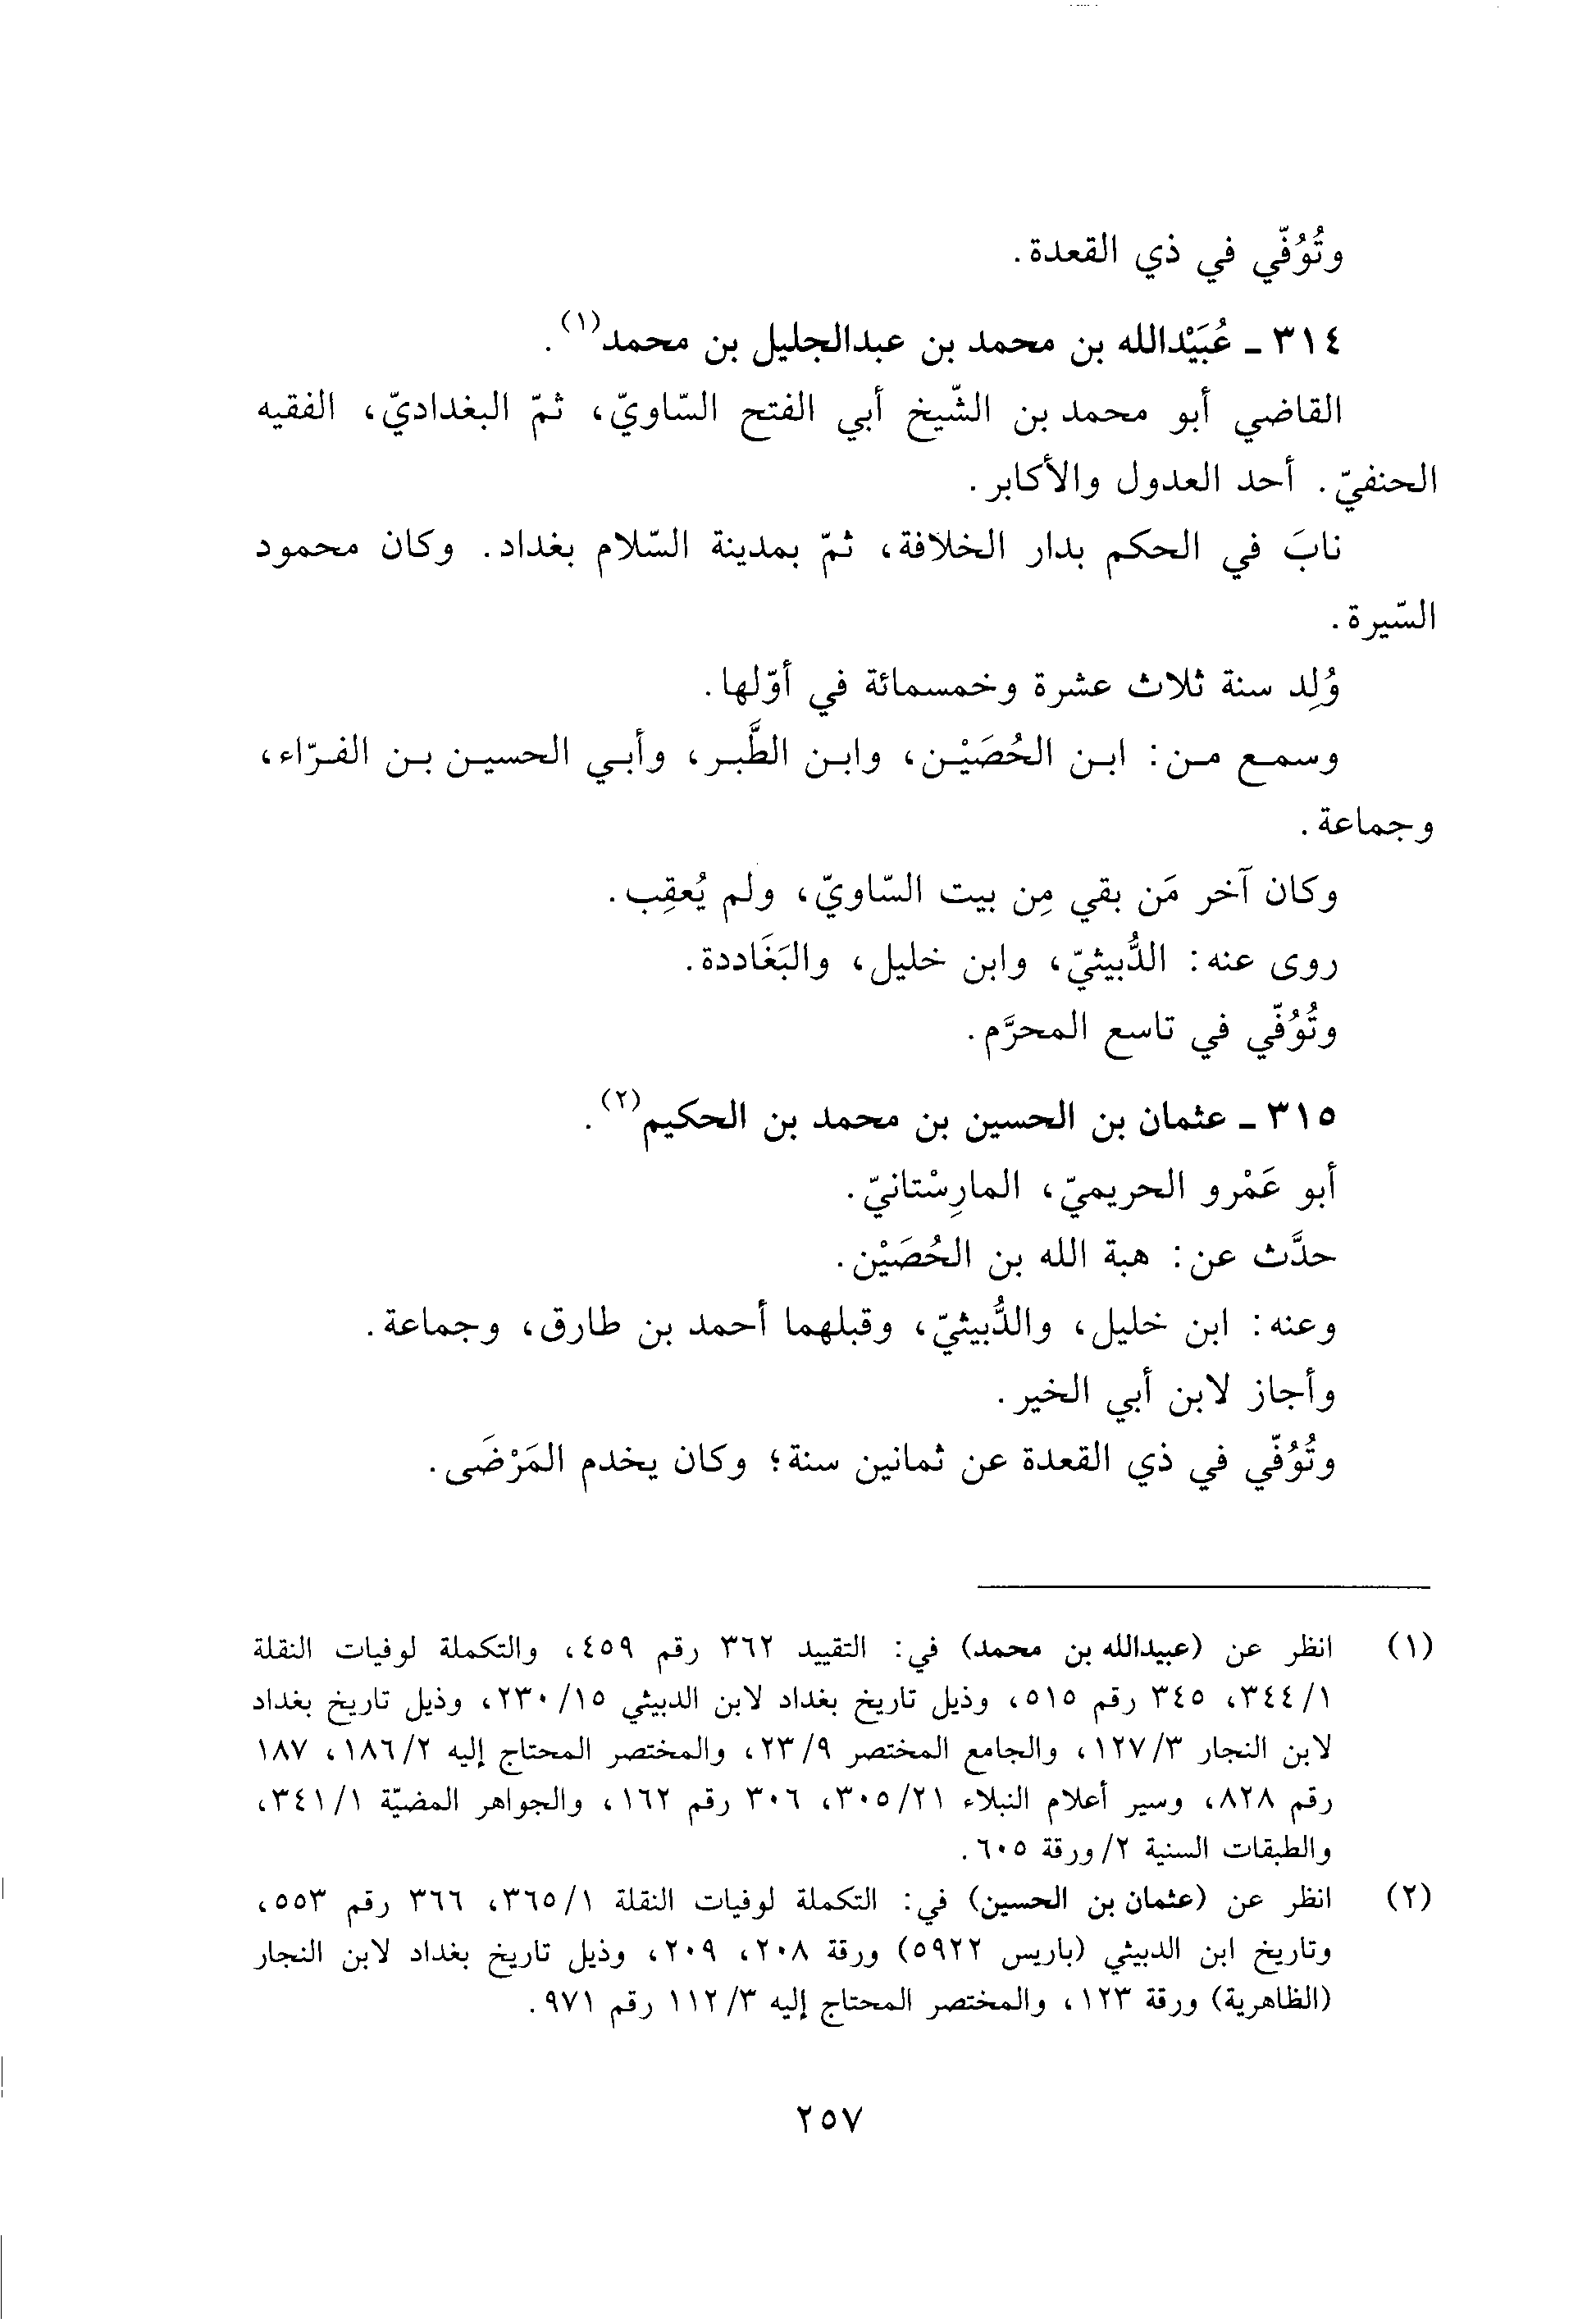 وتُوُفّي في ذي القعدة.
٣١٤ ـ عُبَيْدالله بن محمد بن عبدالجليل بن محمد(١).
القاضي أبو محمد بن الشّيخ أبي الفتح السّاويّ، ثمّ البغداديّ، الفقيه
الحنفيّ. أحد العدول والأكابر.
نابَ في الحكم بدار الخلافة، ثمّ بمدينة السّلام بغداد. وكان محمود
السّيرة.
وُلِد سنة ثلاث عشرة وخمسمائة في أوّلها.
وسمع من: ابن الحُصَيْن، وابن الطَّبر، وأبي الحسين بن الفرّاء،
وجماعة.
وكان آخر مَن بقي مِن بيت السّاويّ، ولم يُعقِب.
روى عنه: الدُّبيثيّ، وابن خليل، والبَغَاددة.
وتُوُفّي في تاسع المحرَّم.
٣١٥ ـ عثمان بن الحسين بن محمد بن الحكيم(٢).
أبو عَمْرو الحريميّ، المارِسْتانيّ.
حدَّث عن: هبة الله بن الحُصَيْن.
وعنه: ابن خليل، والدُّبيثيّ، وقبلهما أحمد بن طارق، وجماعة.
وأجاز لابن أبي الخير.
وتُوُفّي في ذي القعدة عن ثمانين سنة؛ وكان يخدم المَرْضَى.
(١) انظر عن (عبيدالله بن محمد) في: التقييد ٣٦٢ رقم ٤٥٩، والتكملة لوفيات النقلة
١/٣٤٤، ٣٤٥ رقم ٥١٥، وذيل تاريخ بغداد لابن الدبيثي ١٥/٢٣٠، وذيل تاريخ بغداد
لابن النجار ٣/١٢٧، والجامع المختصر ٩/٢٣، والمختصر المحتاج إليه ٢/١٨٦، ١٨٧
رقم ٨٢٨، وسير أعلام النبلاء ٢١/٣٠٥، ٣٠٦ رقم ١٦٢، والجواهر المضيّة ١/٣٤١،
والطبقات السنية ٢/ورقة ٦٠٥.
(٢) انظر عن (عثمان بن الحسين) في: التكملة لوفيات النقلة ١/٣٦٥، ٣٦٦ رقم ٥٥٣،
وتاريخ ابن الدبيثي (باريس ٥٩٢٢) ورقة ٢٠٨، ٢٠٩، وذيل تاريخ بغداد لابن النجار
(الظاهرية) ورقة ١٢٣، والمختصر المحتاج إليه ٣/١١٢ رقم ٩٧١.
٢٥٧